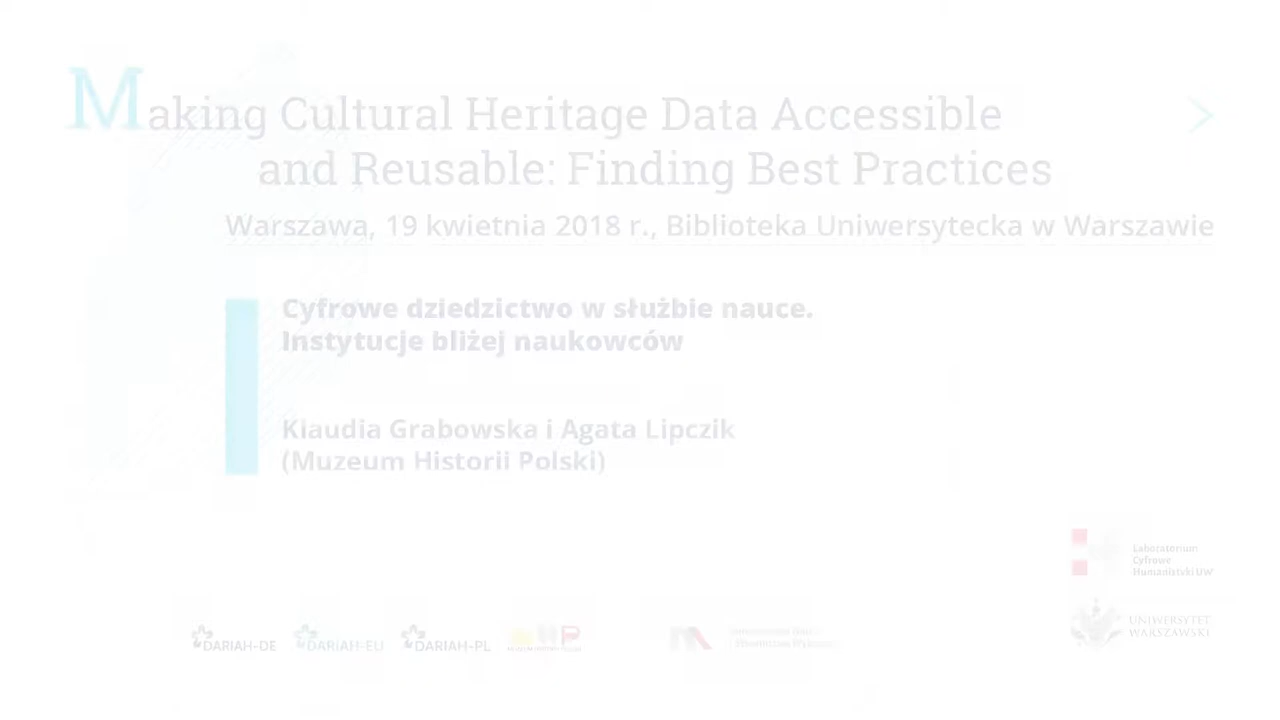 Making Cultural Heritage Data Accessible
and Reusable: Finding Best Practices
Warszawa, 19 kwietnia 2018 r., Biblioteka Uniwersytecka w Warszawie
Cyfrowe dziedzictwo w służbie nauce.
Instytucje bliżej naukowców
Klaudia Grabowska i Agata Lipczik
(Muzeum Historii Polski)
Laboratorium
Cyfrowe
Humanistyki UW
UNIWERSYTET
WARSZAWSKI
DARIAH-DE
DARIAH-EU
DARIAH-PL